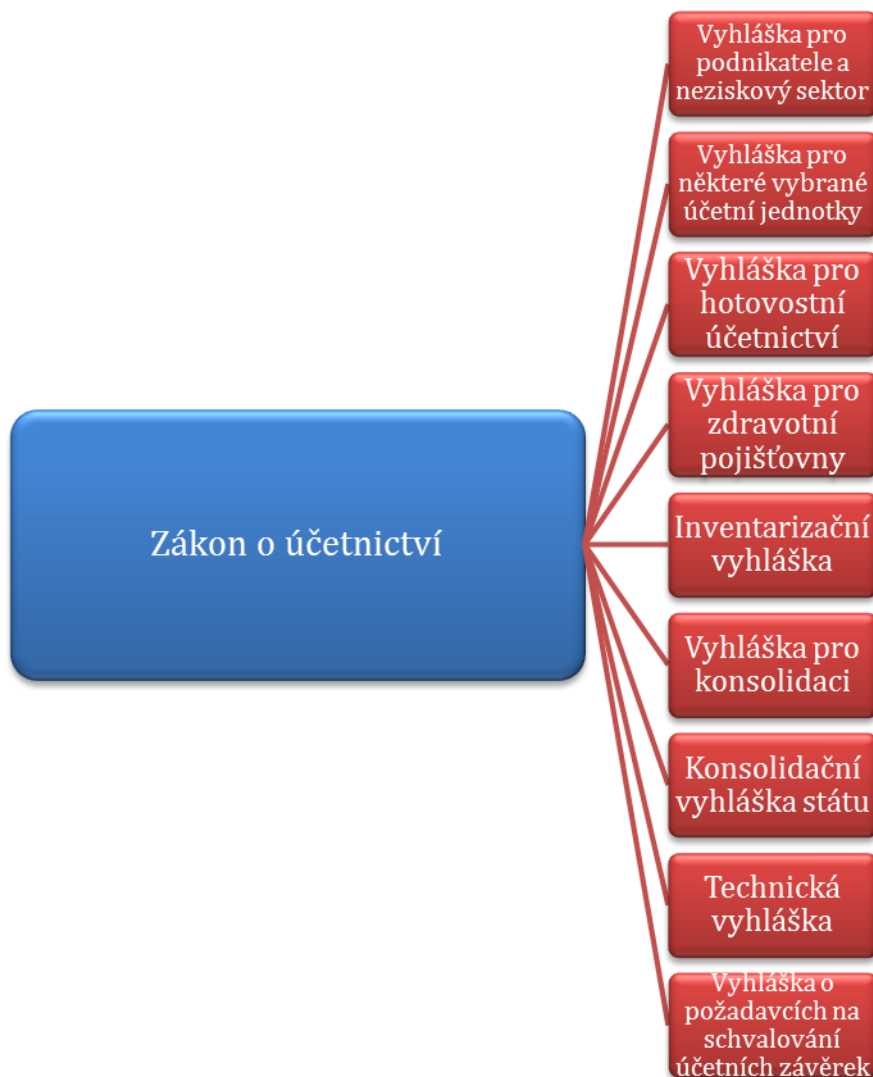 Vyhláška pro
podnikatele a
neziskový sektor
Vyhláška pro
některé vybrané
účetní jednotky
Vyhláška pro
hotovostní
účetnictví
Vyhláška pro
zdravotní
pojišťovny
Zákon o účetnictví
Inventarizační
vyhláška
Vyhláška pro
konsolidaci
Konsolidační
vyhláška státu
Technická
vyhláška
Vyhláška o
požadavcích na
schvalování
účetních závěrek